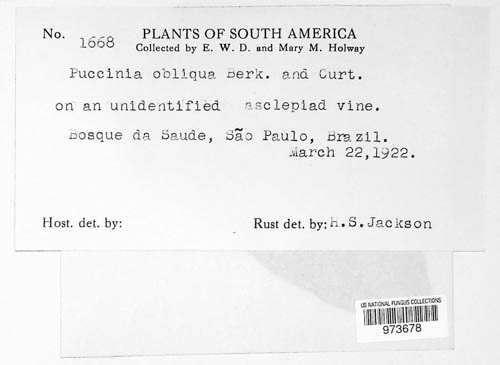 No. 1668 PLANTS OF SOUTH AMERICA
Collected by E. W. D. and Mary M. Holway
Puccinia obliqua Berk. and Curt.
on an unidentified asclepiad vine.
Bosque da Saude, São Paulo, Brazil.
March 22,1922.
Host. det. by: Rust det. by: H.S.Jackson
US NATIONAL FUNGUS COLLECTIONS
973678